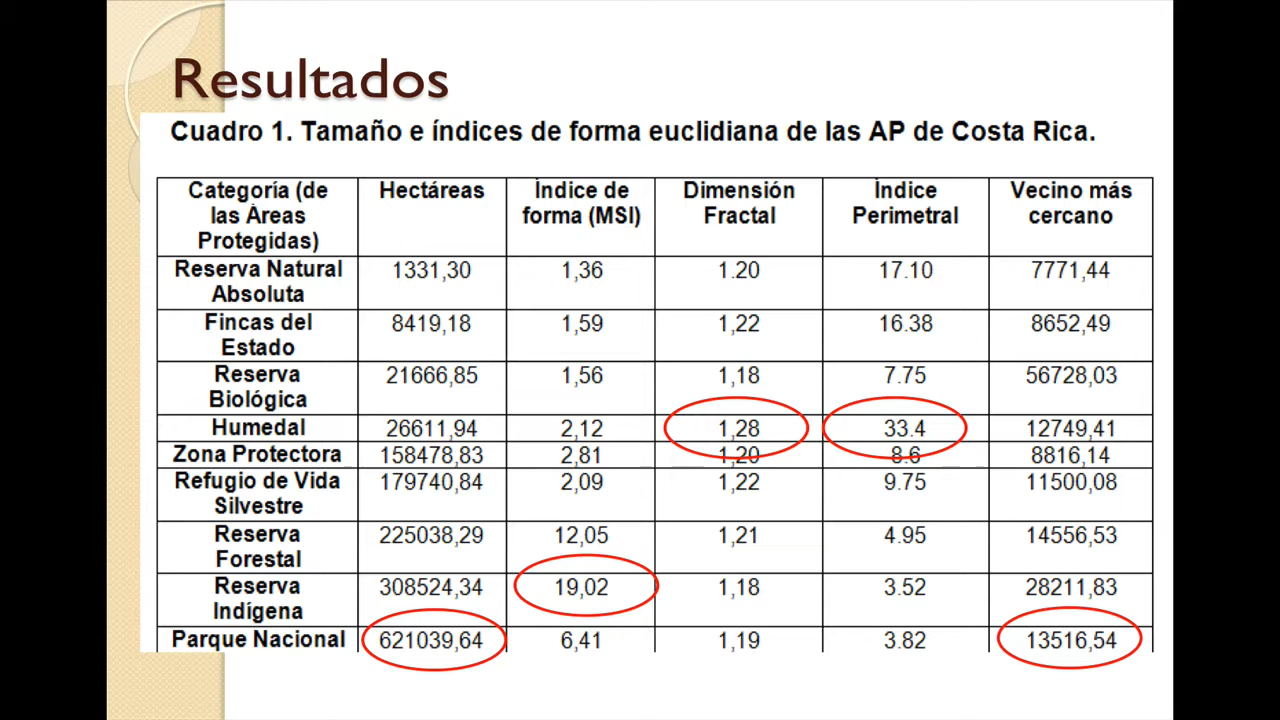 Resultados
Cuadro 1. Tamaño e índices de forma euclidiana de las AP de Costa Rica.
Categoría (de las Áreas Protegidas) Hectáreas Índice de forma (MSI) Dimensión Fractal Índice Perimetral Vecino más cercano
Reserva Natural Absoluta 1331,30 1,36 1.20 17.10 7771,44
Fincas del Estado 8419,18 1,59 1,22 16.38 8652,49
Reserva Biológica 21666,85 1,56 1,18 7.75 56728,03
Humedal 26611,94 2,12 1,28 33.4 12749,41
Zona Protectora 158478,83 2,81 1,20 8.6 8816,14
Refugio de Vida Silvestre 179740,84 2,09 1,22 9.75 11500,08
Reserva Forestal 225038,29 12,05 1,21 4.95 14556,53
Reserva Indígena 308524,34 19,02 1,18 3.52 28211,83
Parque Nacional 621039,64 6,41 1,19 3.82 13516,54